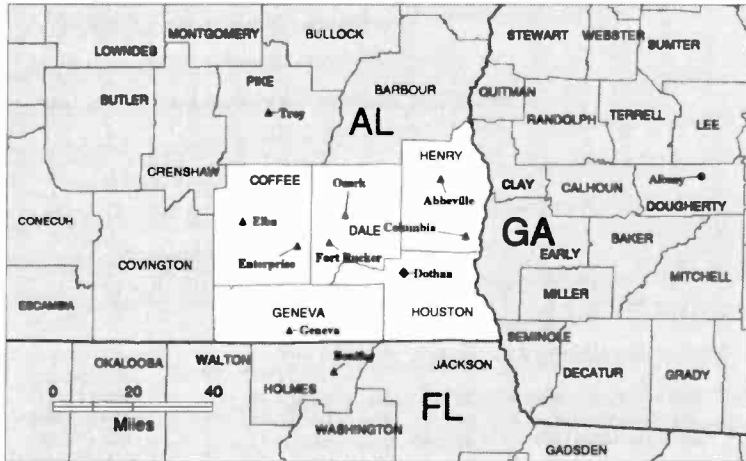 MONTGOMERY
BULLOCK
STEWART
WEBSTER
SUMTER
LOWNDES
PIKE
BUTLER
BARBOUR
QUITMAN
Troy
AL
RANDOLPH
TERRELL
LEE
HENRY
CRENSHAW
COFFEE
Ozark
CLAY
CALHOUN
Albany
Abbeville
DOUGHERTY
CONECUH
Elba
DALE
Columbia
GA
BAKER
Enterprise
Fort Rucker
EARLY
COVINGTON
Dothan
MITCHELL
MILLER
ESCAMBIA
GENEVA
HOUSTON
Geneva
SEMINOLE
OKALOOSA
WALTON
Bonifay
JACKSON
DECATUR
GRADY
HOLMES
0 20 40
Miles
FL
WASHINGTON
GADSDEN